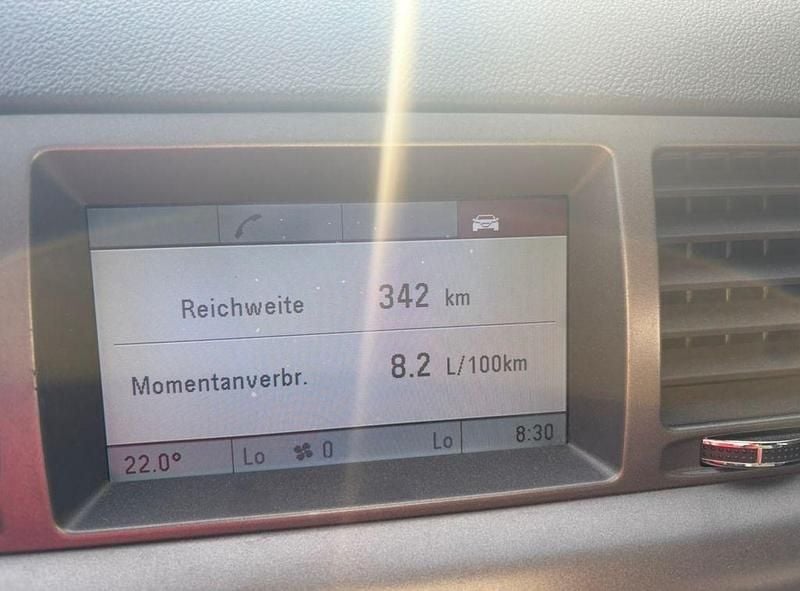 Reichweite 342 km
Momentanverbr. 8.2 L/100km
22.0° Lo 0 Lo 8:30